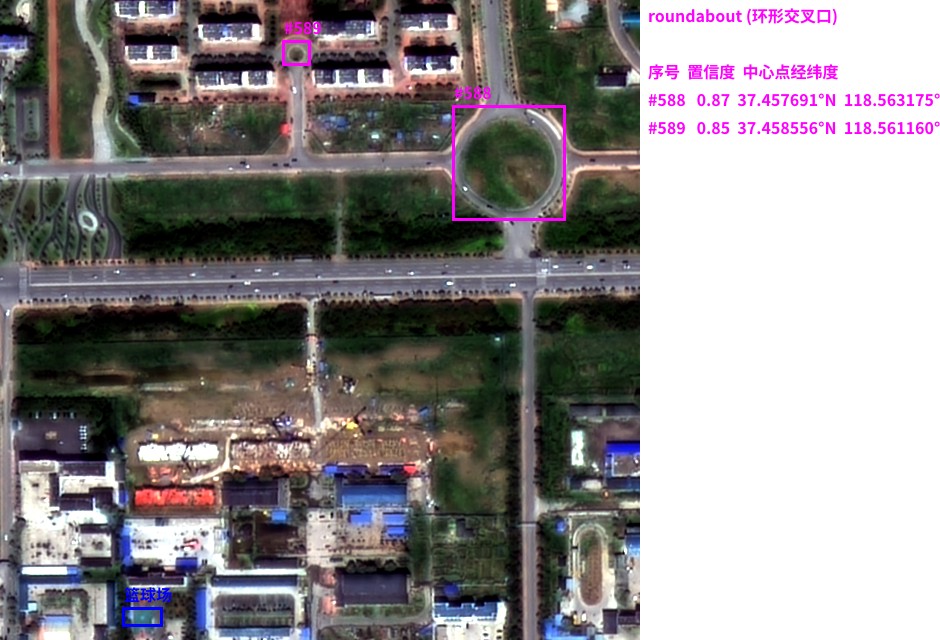 roundabout (环形交叉口)
序号 置信度 中心点经纬度
#588 0.87 37.457691°N 118.563175°
#589 0.85 37.458556°N 118.561160°
#589
#588
篮球场